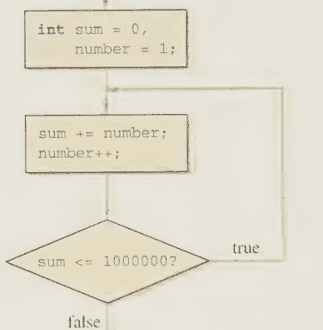 int sum = 0,
number = 1;
sum += number;
number++;
sum <= 1000000?
true
false